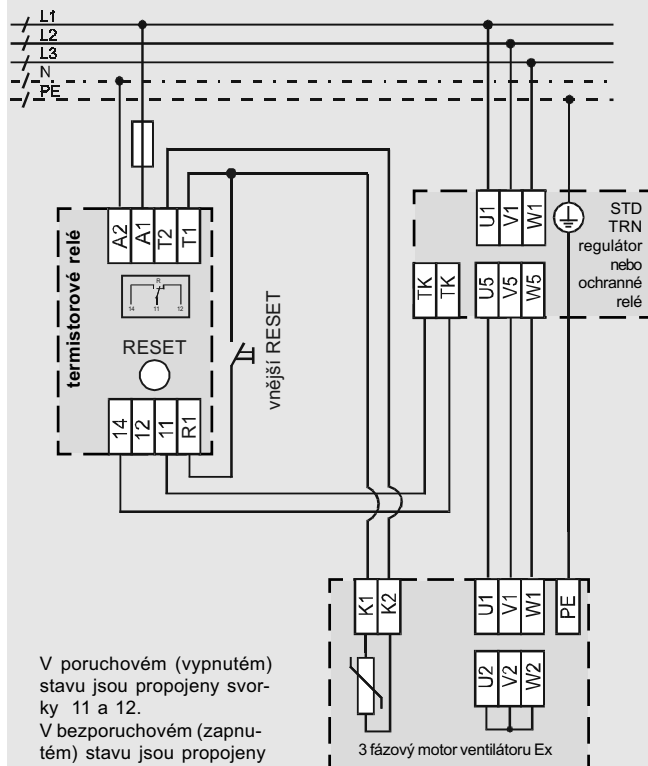 L1
L2
L3
N
PE
A2 A1 T2 T1
U1 V1 W1
STD
TRN
regulátor
nebo
ochranné
relé
TK TK
U5 V5 W5
termistorové relé
R
14 11 12
RESET
vnější RESET
14 12 11 R1
K1 K2
U1 V1 W1
PE
U2 V2 W2
3 fázový motor ventilátoru Ex
V poruchovém (vypnutém)
stavu jsou propojeny svor-
ky 11 a 12.
V bezporuchovém (zapnu-
tém) stavu jsou propojeny